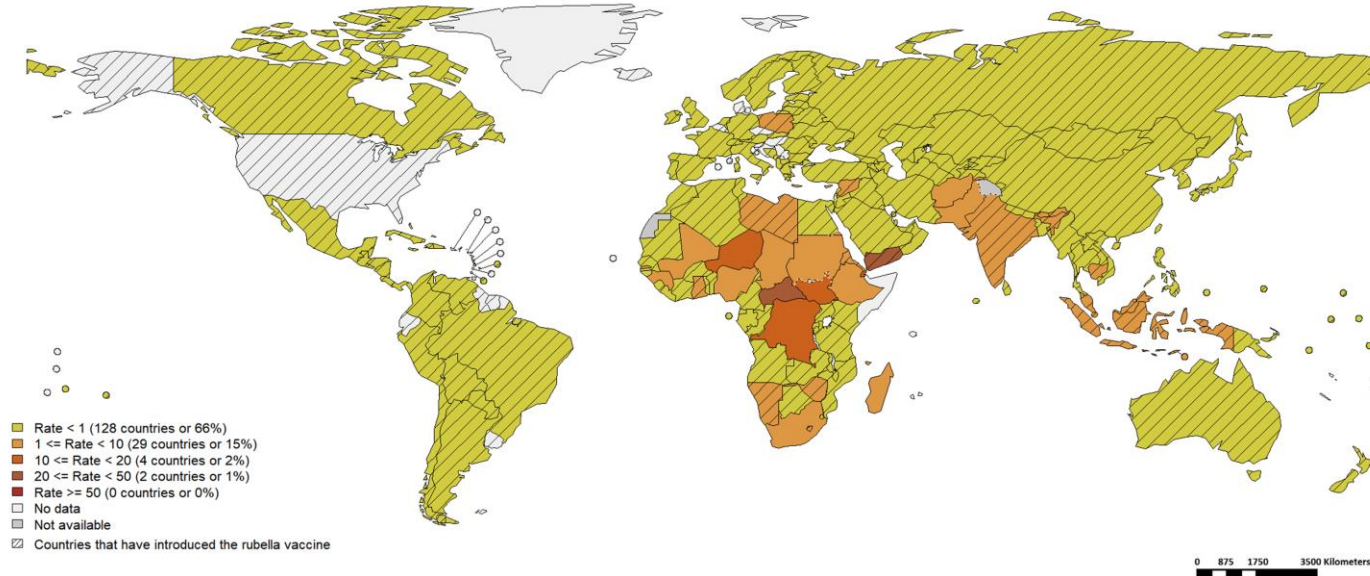 Rate < 1 (128 countries or 66%)
1 <= Rate < 10 (29 countries or 15%)
10 <= Rate < 20 (4 countries or 2%)
20 <= Rate < 50 (2 countries or 1%)
Rate >= 50 (0 countries or 0%)
No data
Not available
Countries that have introduced the rubella vaccine
0 875 1750 3500 Kilometers